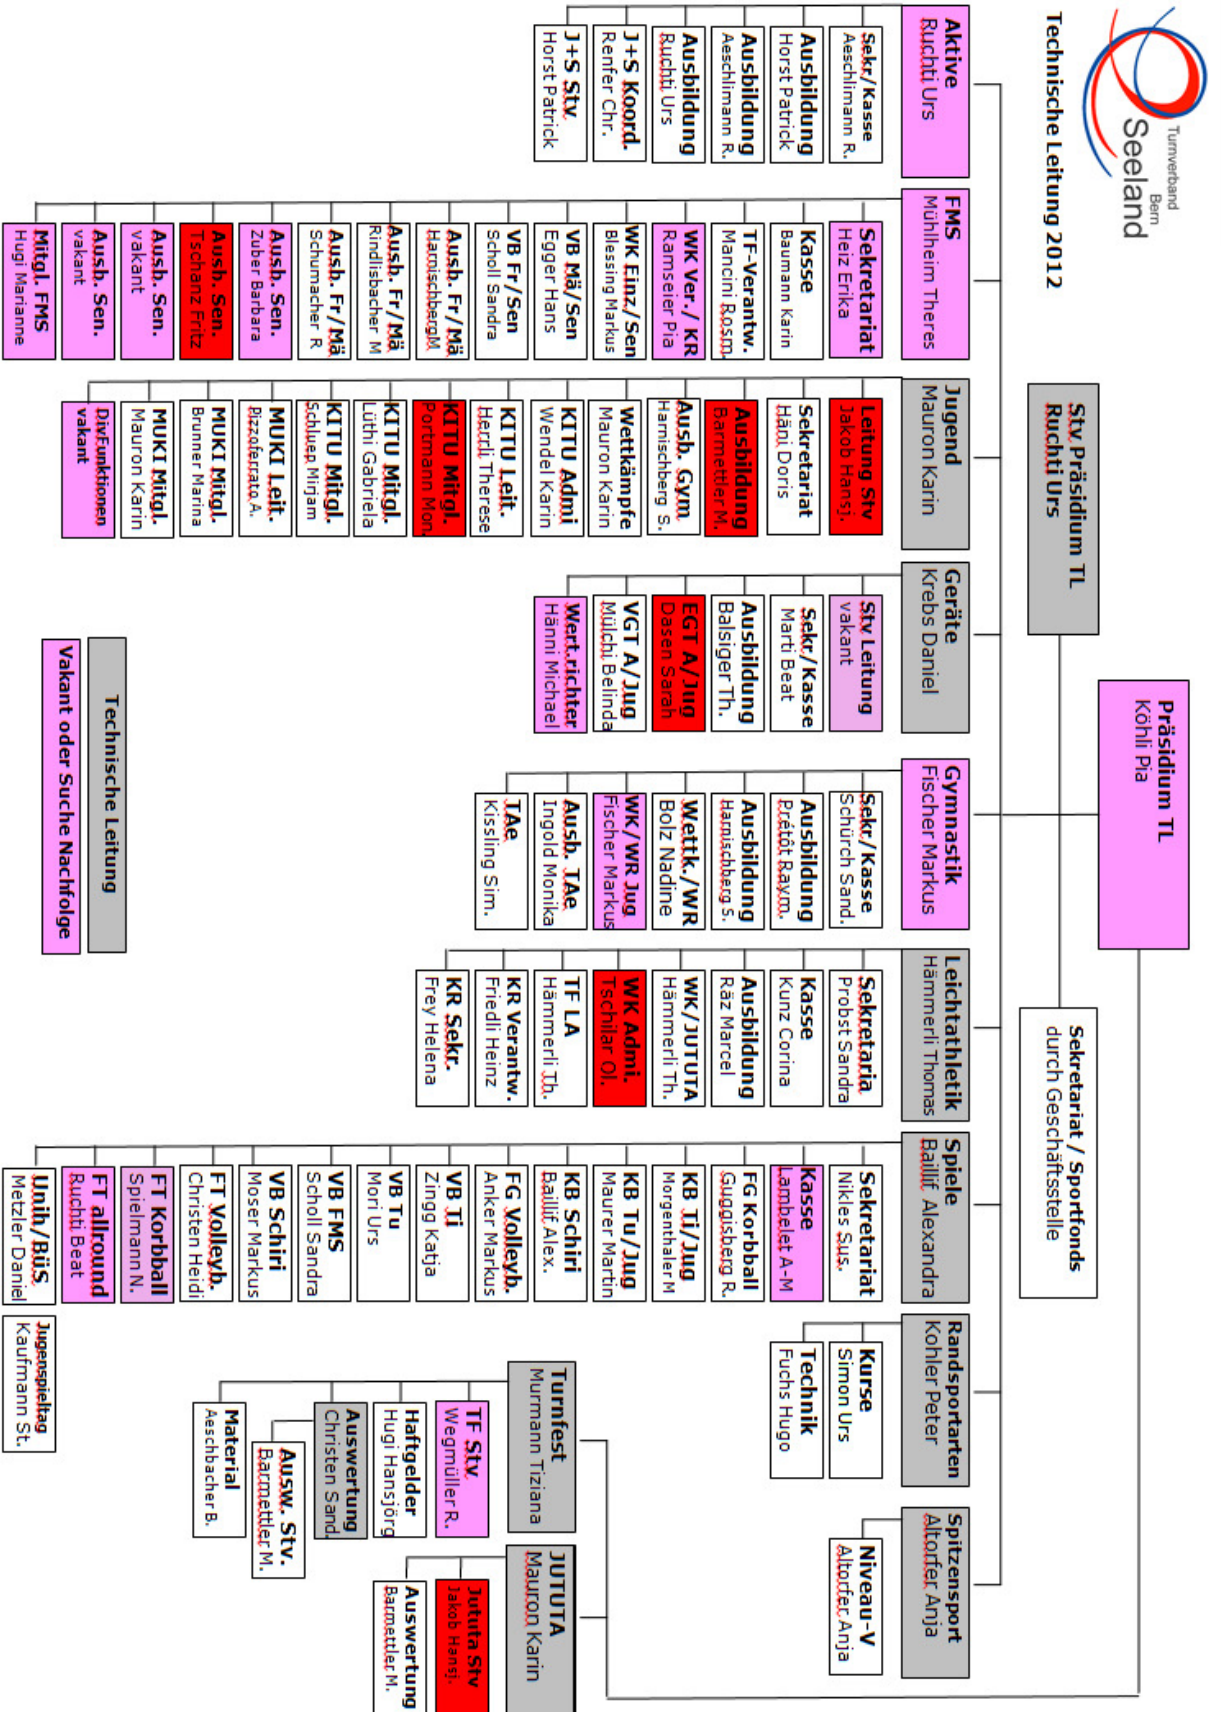 Turnverband
Bern
Seeland
Technische Leitung 2012
Präsidium TL
Köhli Pia
Stv Präsidium TL
Ruchti Urs
Sekretariat / Sportfonds
durch Geschäftsstelle
Aktive
Ruchti Urs
Sekr/Kasse
Aeschlimann R.
Ausbildung
Horst Patrick
Ausbildung
Aeschlimann R.
Ausbildung
Ruchti Urs
J+S Koord.
Renfer Chr.
J+S Stv
Horst Patrick
FMS
Mühlheim Theres
Sekretariat
Heiz Erika
Kasse
Baumann Karin
TF-Verantw.
Mancini Rosm.
WK Ver./ KR
Ramseier Pia
WK Einz./Sen
Blessing Markus
VB Mä/Sen
Egger Hans
VB Fr/Sen
Scholl Sandra
Ausb. Fr/Mä
HarnischbergM
Ausb. Fr/Mä
Rindlisbacher M
Ausb. Fr/Mä
Schumacher R
Ausb. Sen.
Zuber Barbara
Ausb. Sen.
Tschanz Fritz
Ausb. Sen.
vakant
Ausb. Sen.
vakant
Mitgl. FMS
Hugi Marianne
Jugend
Mauron Karin
Leitung Stv
Jakob Hansj.
Sekretariat
Häni Doris
Ausbildung
Barmettler M.
Ausb. Gym
Harnischberg S.
Wettkämpfe
Mauron Karin
KITU Admi
Wendel Karin
KITU Leit.
Herrli Therese
KITU Mitgl.
Portmann Mon.
KITU Mitgl.
Lüthi Gabriela
KITU Mitgl.
Schluep Mirjam
MUKI Leit.
Pizzoferrato A.
MUKI Mitgl.
Brunner Marina
MUKI Mitgl.
Mauron Karin
DivFunktionen
vakant
Geräte
Krebs Daniel
Stv Leitung
vakant
Sekr/Kasse
Marti Beat
Ausbildung
Balsiger Th.
EGT A/Jug
Dasen Sarah
VGT A/Jug
Mülchi Belinda
Wert.richter
Hänni Michael
Gymnastik
Fischer Markus
Sekr/Kasse
Schürch Sand.
Ausbildung
Prétôt Raym.
Ausbildung
Harnischberg S.
Wettk./WR
Bolz Nadine
WK/WR Jug
Fischer Markus
Ausb. TAe
Ingold Monika
TAe
Kissling Sim.
Leichtathletik
Hämmerli Thomas
Sekretaria
Probst Sandra
Kasse
Kunz Corina
Ausbildung
Räz Marcel
WK/JUTUTA
Hämmerli Th.
WK Admi.
Tschilar Ol.
TF LA
Hämmerli Th.
KR Verantw.
Friedli Heinz
KR Sekr.
Frey Helena
Spiele
Baillif Alexandra
Sekretariat
Nikles Sus.
Kasse
Lambelet A-M
FG Korbball
Guggisberg R.
KB Ti/Jug
Morgenthaler M
KB Tu/Jug
Maurer Martin
KB Schiri
Baillif Alex.
FG Volleyb.
Anker Markus
VB Ti
Zingg Katja
VB Tu
Mori Urs
VB FMS
Scholl Sandra
VB Schiri
Moser Markus
FT Volleyb.
Christen Heidi
FT Korbball
Spielmann N.
FT allround
Ruchti Beat
Unih/BüS
Metzler Daniel
Jugenspieltag
Kaufmann St.
Randsportarten
Kohler Peter
Kurse
Simon Urs
Technik
Fuchs Hugo
Spitzensport
Altorfer Anja
Niveau-V
Altorfer Anja
Turnfest
Murmann Tiziana
TF Stv
Wegmüller R.
Haftgelder
Hugi Hansjörg
Auswertung
Christen Sand.
Ausw. Stv.
Barmettler M.
Material
Aeschbacher B.
JUTUTA
Mauron Karin
Jututa Stv
Jakob Hansj.
Auswertung
Barmettler M.
Technische Leitung
Vakant oder Suche Nachfolge